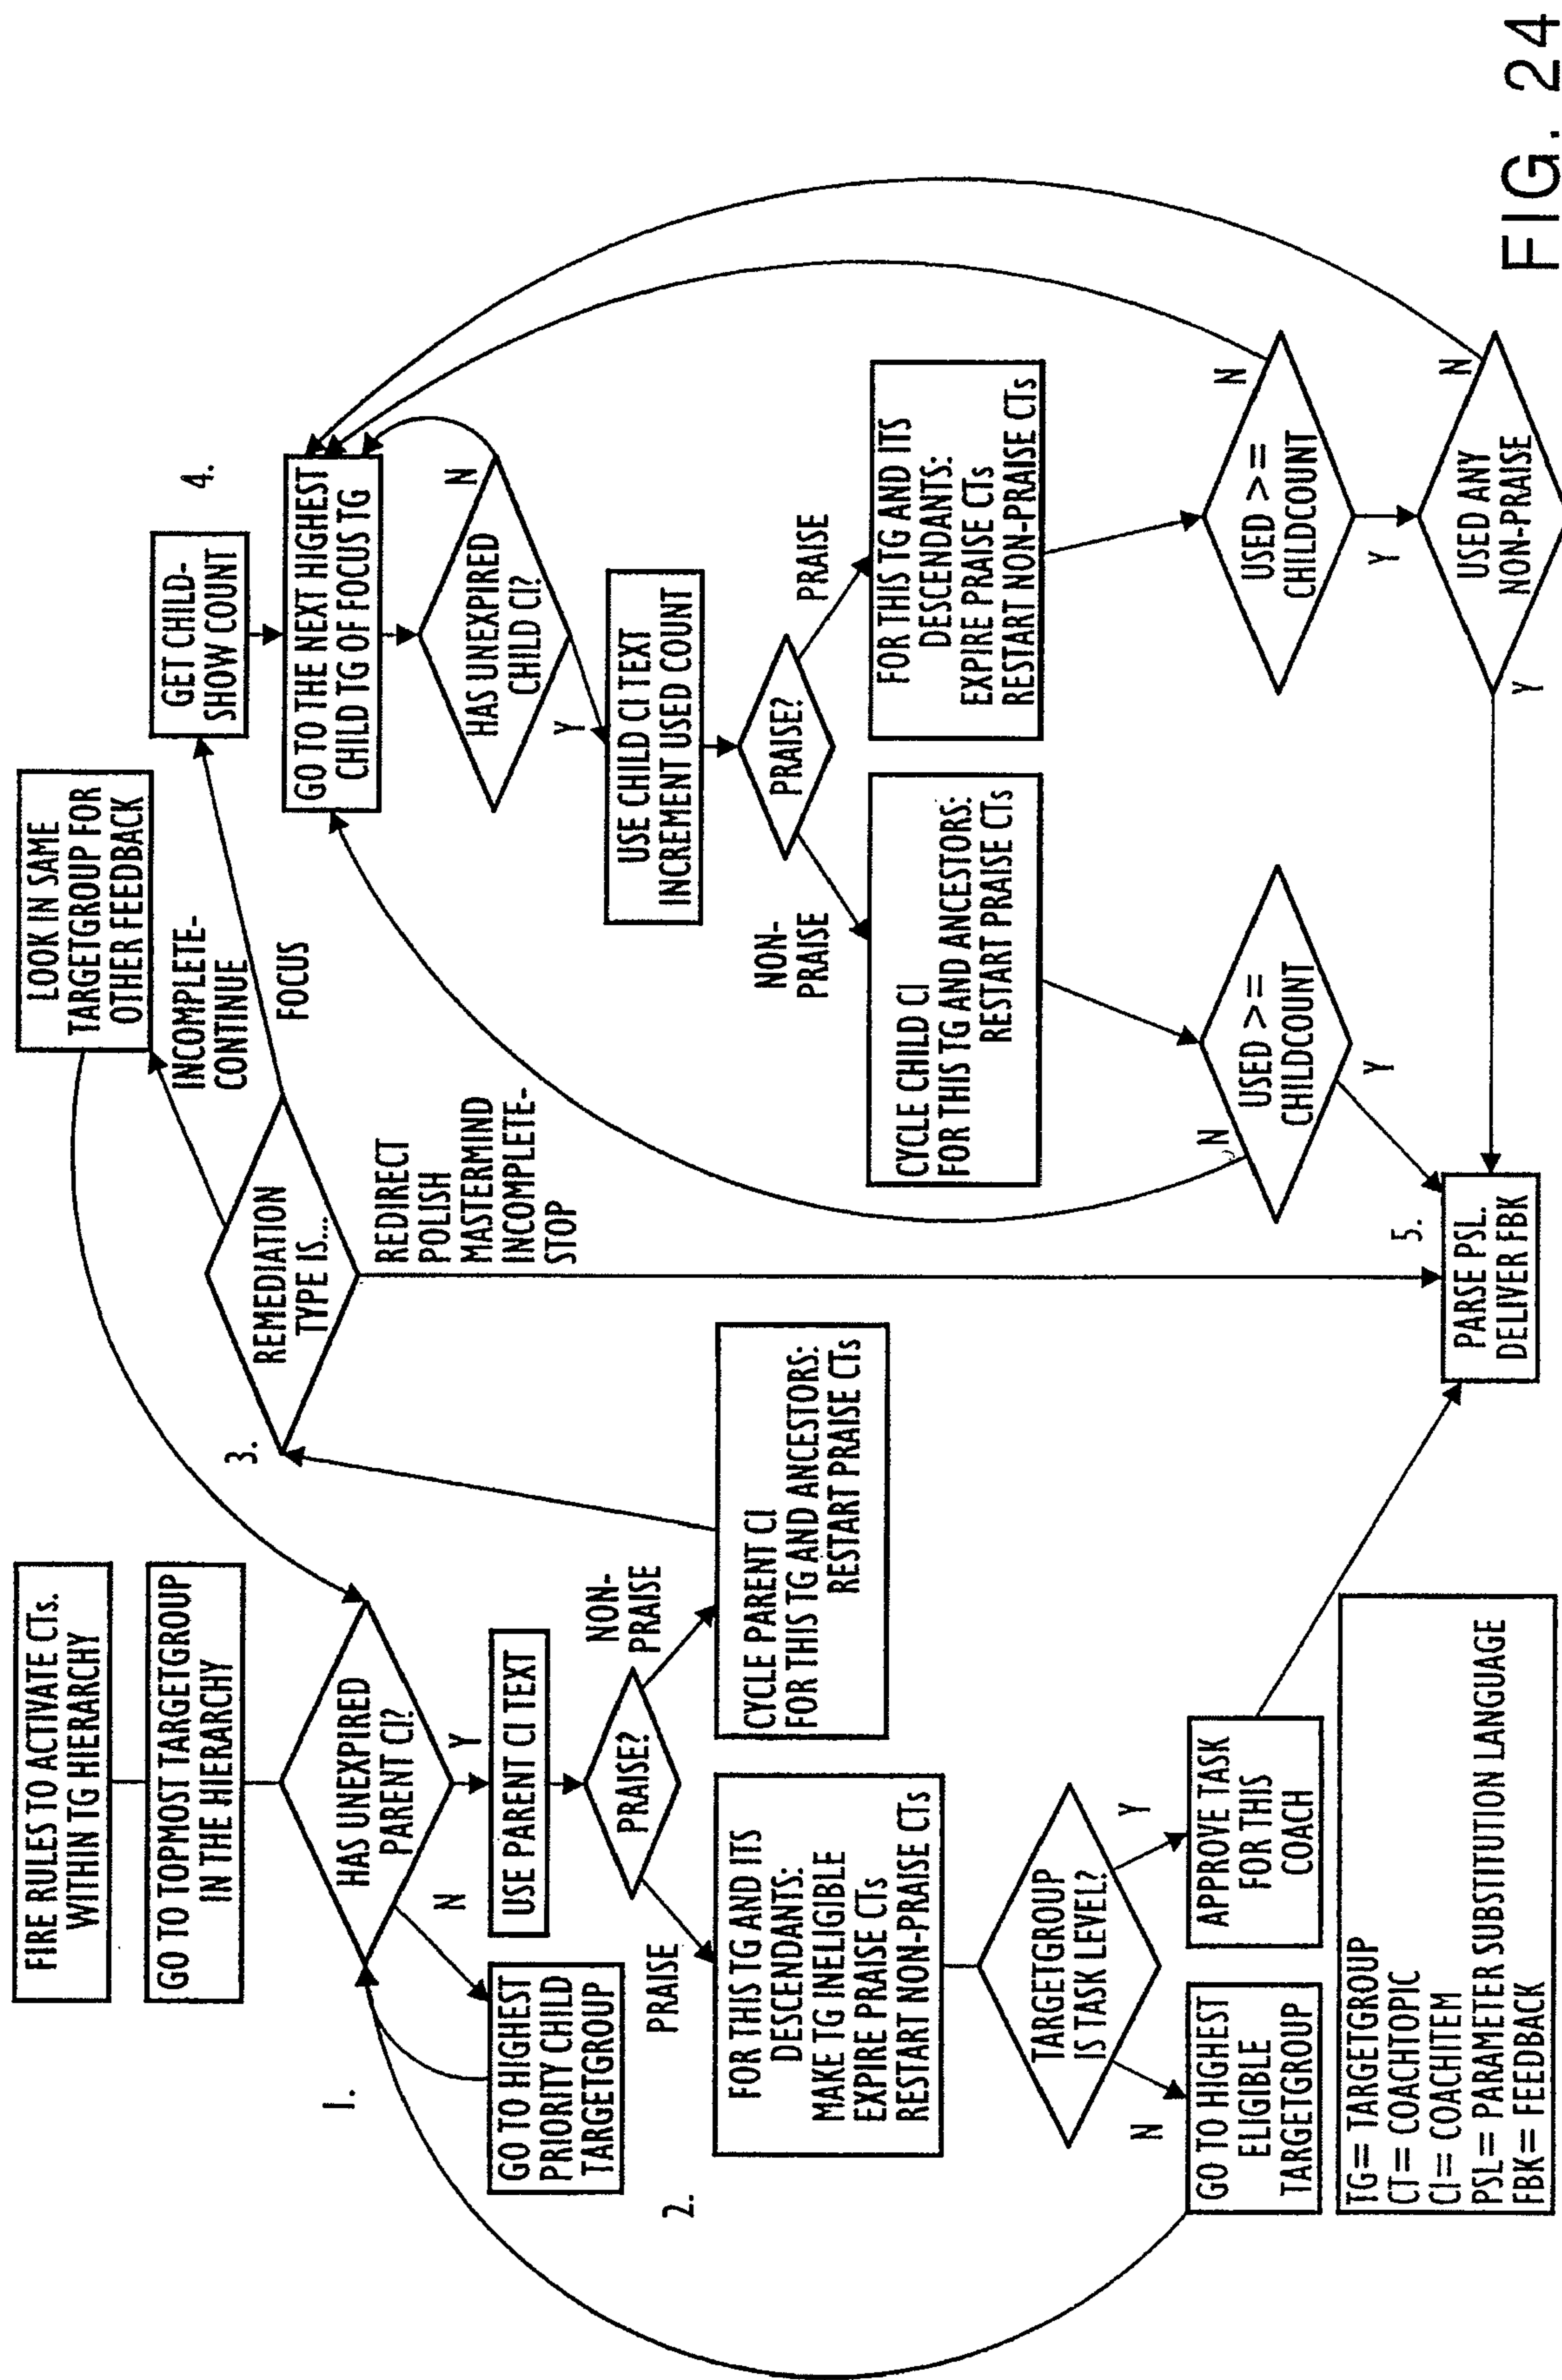 FIRE RULES TO ACTIVATE CTs.
WITHIN TG HIERARCHY
GO TO TOPMOST TARGETGROUP
IN THE HIERARCHY
1.
HAS UNEXPIRED
PARENT CI?
N
Y
GO TO HIGHEST
PRIORITY CHILD
TARGETGROUP
USE PARENT CI TEXT
2.
PRAISE?
PRAISE
NON-
PRAISE
FOR THIS TG AND ITS
DESCENDANTS:
MAKE TG INELIGIBLE
EXPIRE PRAISE CTs
RESTART NON-PRAISE CTs
CYCLE PARENT CI
FOR THIS TG AND ANCESTORS:
RESTART PRAISE CTs
TARGETGROUP
IS TASK LEVEL?
N
Y
GO TO HIGHEST
ELIGIBLE
TARGETGROUP
APPROVE TASK
FOR THIS
COACH
TG= TARGETGROUP
CT= COACHTOPIC
CI= COACHITEM
PSL= PARAMETER SUBSTITUTION LANGUAGE
FBK= FEEDBACK
3.
REMEDIATION
TYPE IS...
LOOK IN SAME
TARGETGROUP FOR
OTHER FEEDBACK
INCOMPLETE-
CONTINUE
FOCUS
REDIRECT
POLISH
MASTERMIND
INCOMPLETE-
STOP
GET CHILD-
SHOW COUNT
4.
GO TO THE NEXT HIGHEST
CHILD TG OF FOCUS TG
HAS UNEXPIRED
CHILD CI?
N
Y
USE CHILD CI TEXT
INCREMENT USED COUNT
PRAISE?
NON-
PRAISE
PRAISE
CYCLE CHILD CI
FOR THIS TG AND ANCESTORS:
RESTART PRAISE CTs
FOR THIS TG AND ITS
DESCENDANTS:
EXPIRE PRAISE CTs
RESTART NON-PRAISE CTs
USED >=
CHILDCOUNT
N
Y
USED >=
CHILDCOUNT
N
Y
USED ANY
NON-PRAISE
N
Y
5.
PARSE PSL.
DELIVER FBK
FIG. 24